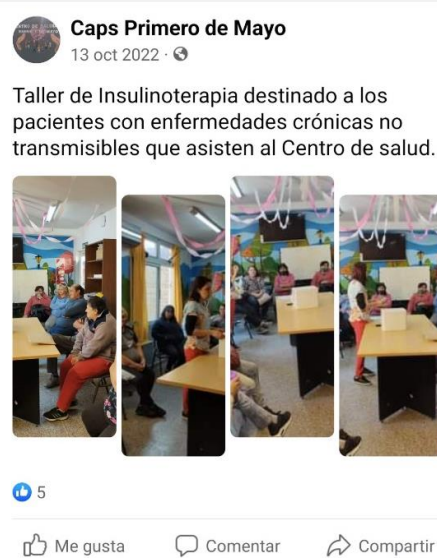 Caps Primero de Mayo
13 oct 2022 ·
Taller de Insulinoterapia destinado a los
pacientes con enfermedades crónicas no
transmisibles que asisten al Centro de salud.
5
Me gusta
Comentar
Compartir